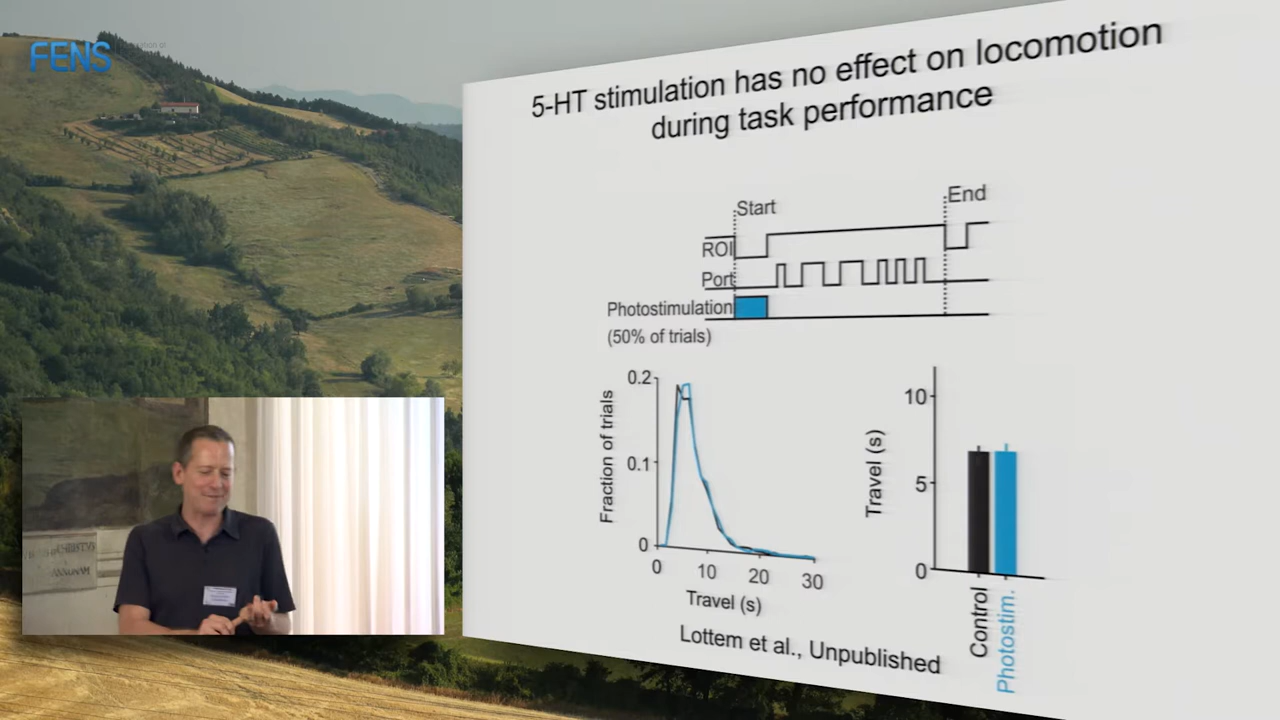 FENS
5-HT stimulation has no effect on locomotion
during task performance
Start
End
ROI
Port
Photostimulation
(50% of trials)
0.2
0.1
0
Fraction of trials
0
10
20
30
Travel (s)
10
5
0
Travel (s)
Control
Photostim.
Lottem et al., Unpublished